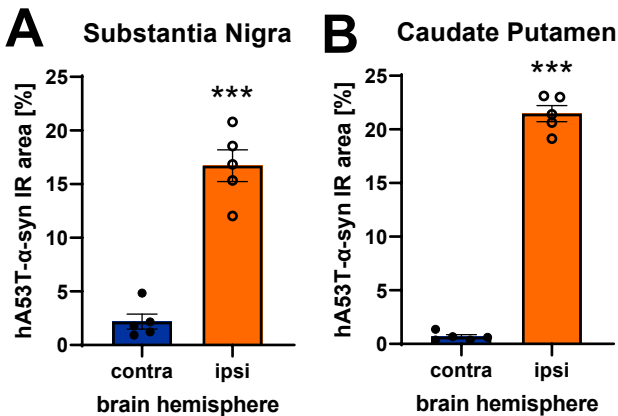 A
Substantia Nigra
hA53T-α-syn IR area [%]
25
20
15
10
5
0
***
contra
ipsi
brain hemisphere
B
Caudate Putamen
hA53T-α-syn IR area [%]
25
20
15
10
5
0
***
contra
ipsi
brain hemisphere